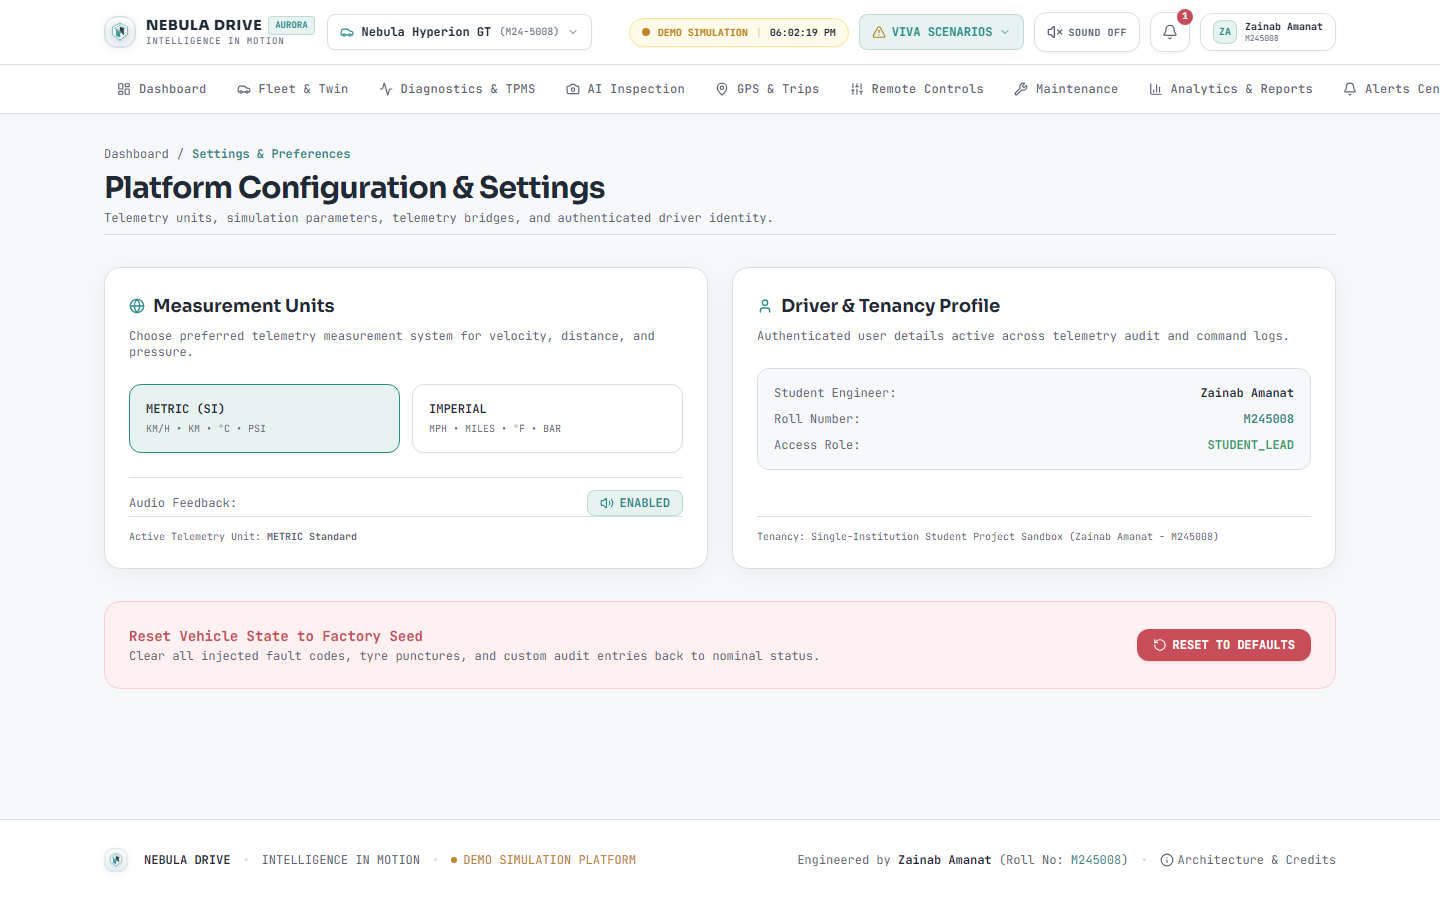 NEBULA DRIVE AURORA
INTELLIGENCE IN MOTION
Nebula Hyperion GT (M24-5008)
DEMO SIMULATION | 06:02:19 PM
VIVA SCENARIOS
SOUND OFF
1
ZA
Zainab Amanat
M245008
Dashboard
Fleet & Twin
Diagnostics & TPMS
AI Inspection
GPS & Trips
Remote Controls
Maintenance
Analytics & Reports
Alerts Cen
Dashboard / Settings & Preferences
Platform Configuration & Settings
Telemetry units, simulation parameters, telemetry bridges, and authenticated driver identity.
Measurement Units
Choose preferred telemetry measurement system for velocity, distance, and
pressure.
METRIC (SI)
KM/H • KM • °C • PSI
IMPERIAL
MPH • MILES • °F • BAR
Audio Feedback:
ENABLED
Active Telemetry Unit: METRIC Standard
Driver & Tenancy Profile
Authenticated user details active across telemetry audit and command logs.
Student Engineer: Zainab Amanat
Roll Number: M245008
Access Role: STUDENT_LEAD
Tenancy: Single-Institution Student Project Sandbox (Zainab Amanat - M245008)
Reset Vehicle State to Factory Seed
Clear all injected fault codes, tyre punctures, and custom audit entries back to nominal status.
RESET TO DEFAULTS
NEBULA DRIVE • INTELLIGENCE IN MOTION • DEMO SIMULATION PLATFORM
Engineered by Zainab Amanat (Roll No: M245008) • Architecture & Credits